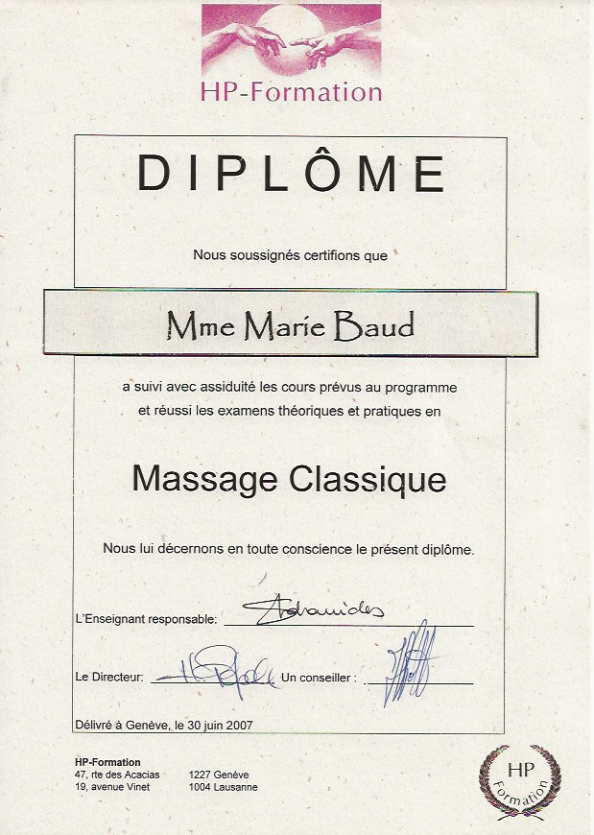 HP-Formation
DIPLÔME
Nous soussignés certifions que
Mme Marie Baud
a suivi avec assiduité les cours prévus au programme
et réussi les examens théoriques et pratiques en
Massage Classique
Nous lui décernons en toute conscience le présent diplôme.
L'Enseignant responsable:
Le Directeur: Un conseiller :
Délivré à Genève, le 30 juin 2007
HP-Formation
47, rte des Acacias 1227 Genève
19, avenue Vinet 1004 Lausanne
HP
Formation